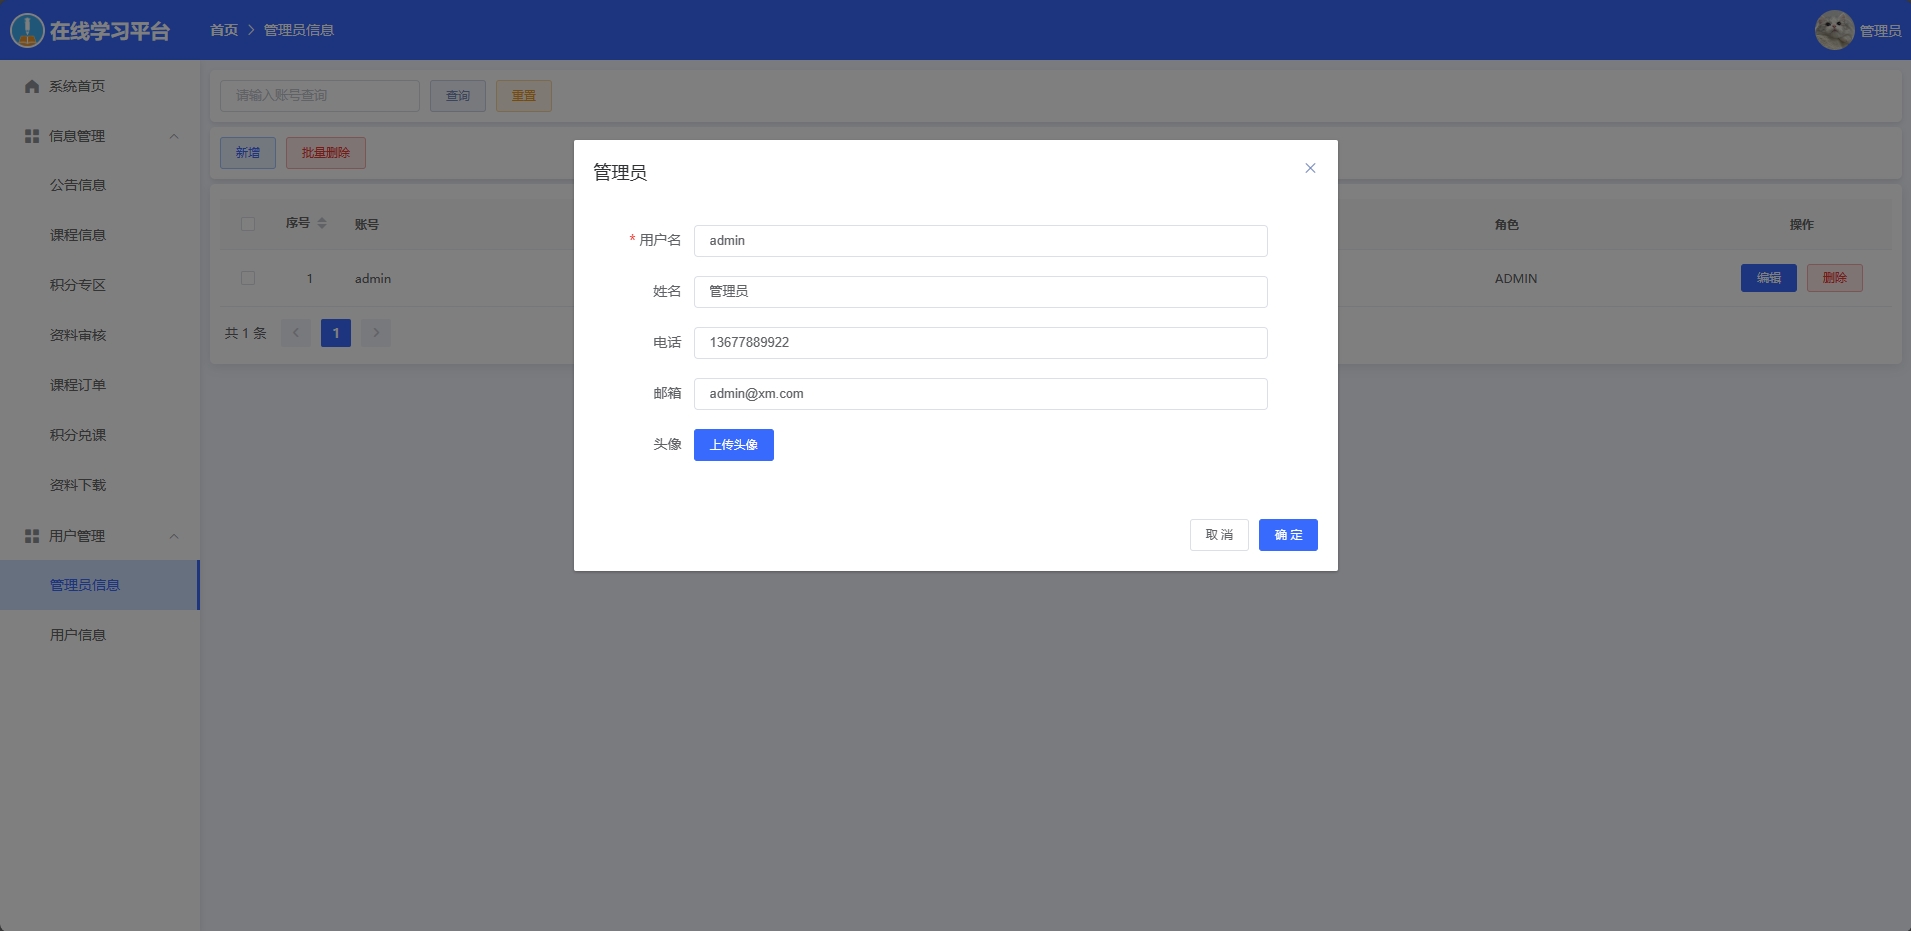 在线学习平台
首页 > 管理员信息
管理员
系统首页
信息管理
公告信息
课程信息
积分专区
资料审核
课程订单
积分兑课
资料下载
用户管理
管理员信息
用户信息
请输入账号查询 查询 重置
新增 批量删除
序号 账号 角色 操作
1 admin ADMIN 编辑 删除
共 1 条 1
管理员
* 用户名 admin
姓名 管理员
电话 13677889922
邮箱 admin@xm.com
头像 上传头像
取 消 确 定